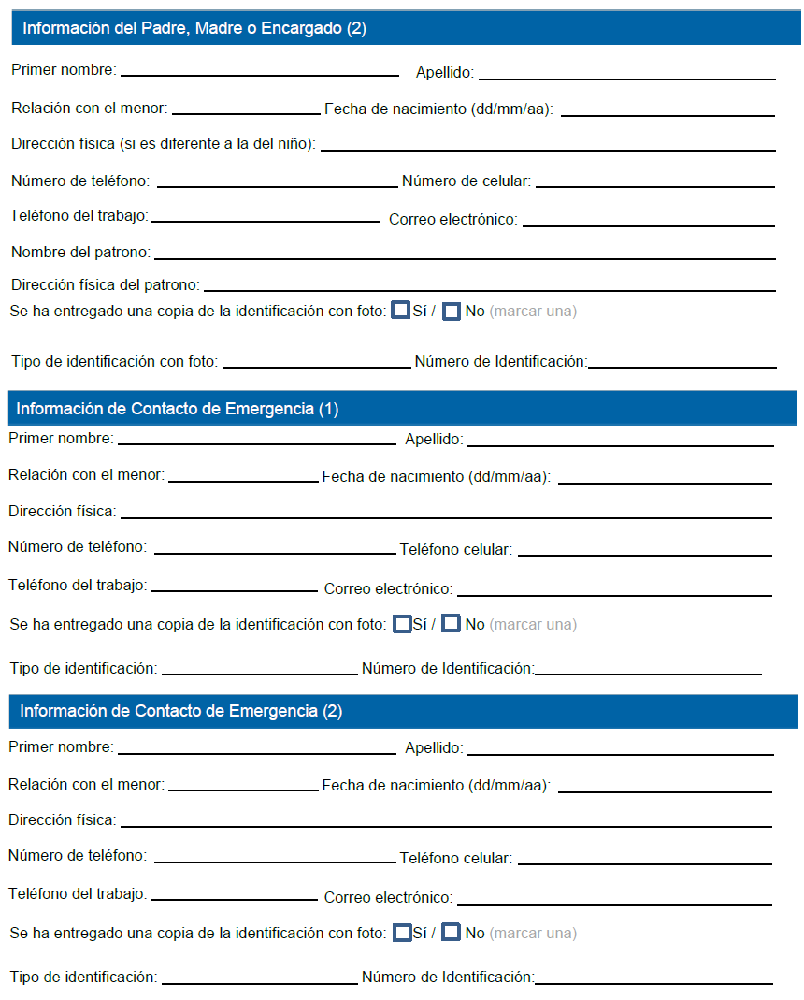 Información del Padre, Madre o Encargado (2)
Primer nombre: Apellido:
Relación con el menor: Fecha de nacimiento (dd/mm/aa):
Dirección física (si es diferente a la del niño):
Número de teléfono: Número de celular:
Teléfono del trabajo: Correo electrónico:
Nombre del patrono:
Dirección física del patrono:
Se ha entregado una copia de la identificación con foto: Sí / No (marcar una)
Tipo de identificación con foto: Número de Identificación:
Información de Contacto de Emergencia (1)
Primer nombre: Apellido:
Relación con el menor: Fecha de nacimiento (dd/mm/aa):
Dirección física:
Número de teléfono: Teléfono celular:
Teléfono del trabajo: Correo electrónico:
Se ha entregado una copia de la identificación con foto: Sí / No (marcar una)
Tipo de identificación: Número de Identificación:
Información de Contacto de Emergencia (2)
Primer nombre: Apellido:
Relación con el menor: Fecha de nacimiento (dd/mm/aa):
Dirección física:
Número de teléfono: Teléfono celular:
Teléfono del trabajo: Correo electrónico:
Se ha entregado una copia de la identificación con foto: Sí / No (marcar una)
Tipo de identificación: Número de Identificación: